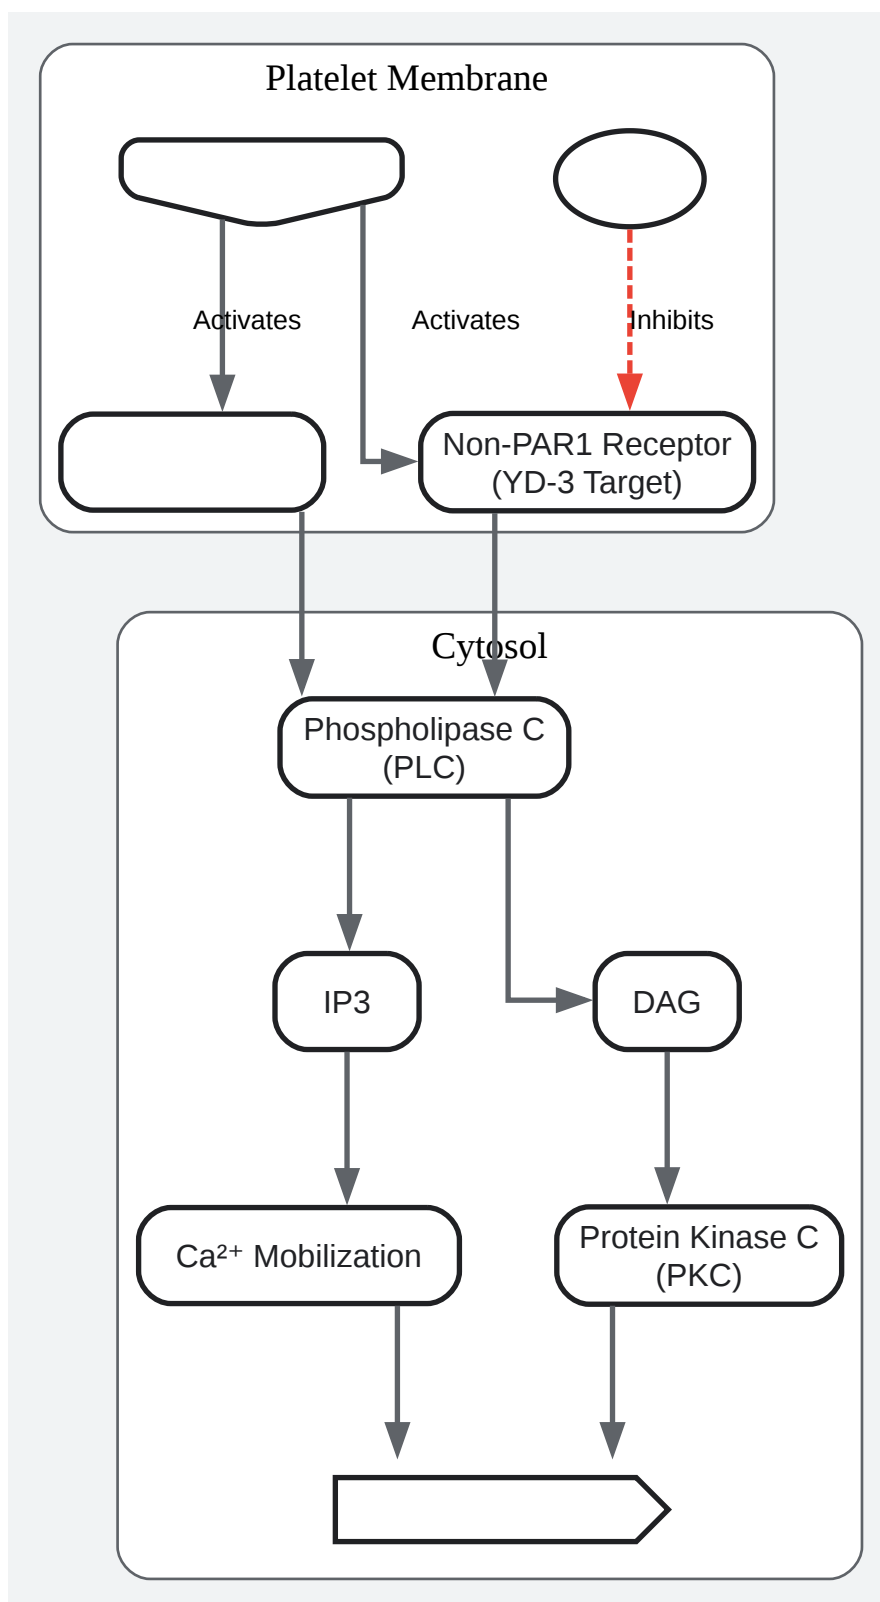 Platelet Membrane
Activates
Activates
Inhibits
Non-PAR1 Receptor
(YD-3 Target)
Cytosol
Phospholipase C
(PLC)
IP3
DAG
Ca²⁺ Mobilization
Protein Kinase C
(PKC)